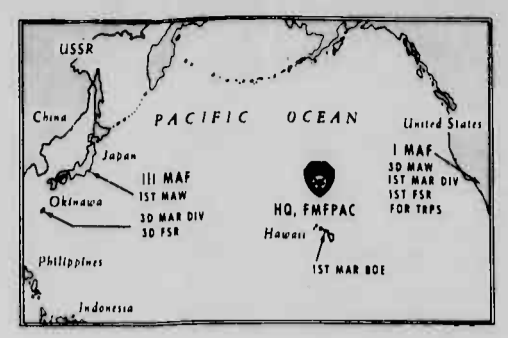 USSR
China
PACIFIC OCEAN
United States
Japan
III MAF
1ST MAW
Okinawa
3D MAR DIV
3D FSR
HQ, FMFPAC
Hawaii
1ST MAR BDE
I MAF
3D MAW
1ST MAR DIV
1ST FSR
FOR TRPS
Philippines
Indonesia